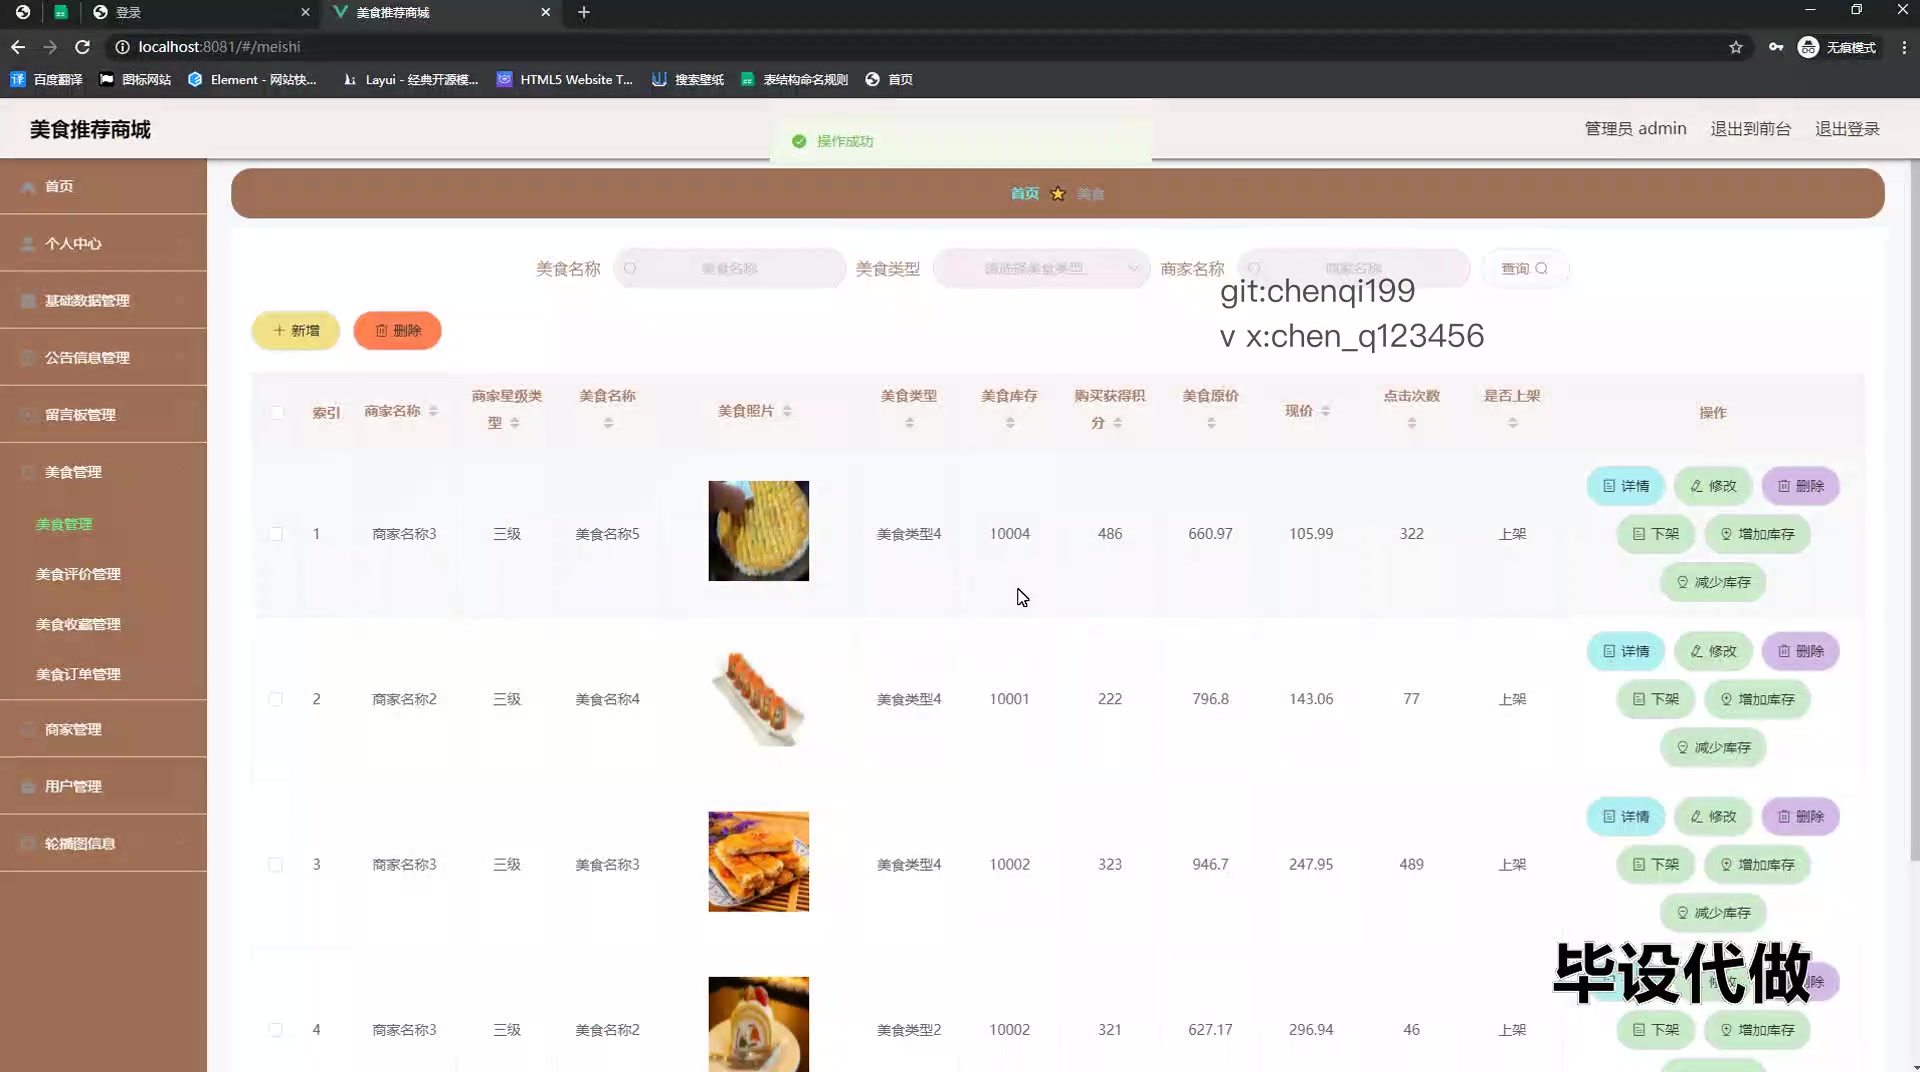 登录
美食推荐商城
localhost:8081/#/meishi
无痕模式
百度翻译
图标网站
Element - 网站快...
Layui - 经典开源模...
HTML5 Website T...
搜索壁纸
表结构命名规则
首页
美食推荐商城
操作成功
管理员 admin
退出到前台
退出登录
首页
个人中心
基础数据管理
公告信息管理
留言板管理
美食管理
美食管理
美食评价管理
美食收藏管理
美食订单管理
商家管理
用户管理
轮播图信息
首页 美食
美食名称 美食名称 美食类型 请选择美食类型 商家名称 商家名称 查询
git:chenqi199
v x:chen_q123456
新增 删除
索引 商家名称 商家星级类型 美食名称 美食照片 美食类型 美食库存 购买获得积分 美食原价 现价 点击次数 是否上架 操作
1 商家名称3 三级 美食名称5 美食类型4 10004 486 660.97 105.99 322 上架
详情 修改 删除
下架 增加库存
减少库存
2 商家名称2 三级 美食名称4 美食类型4 10001 222 796.8 143.06 77 上架
详情 修改 删除
下架 增加库存
减少库存
3 商家名称3 三级 美食名称3 美食类型4 10002 323 946.7 247.95 489 上架
详情 修改 删除
下架 增加库存
减少库存
毕设代做
4 商家名称3 三级 美食名称2 美食类型2 10002 321 627.17 296.94 46 上架
下架 增加库存